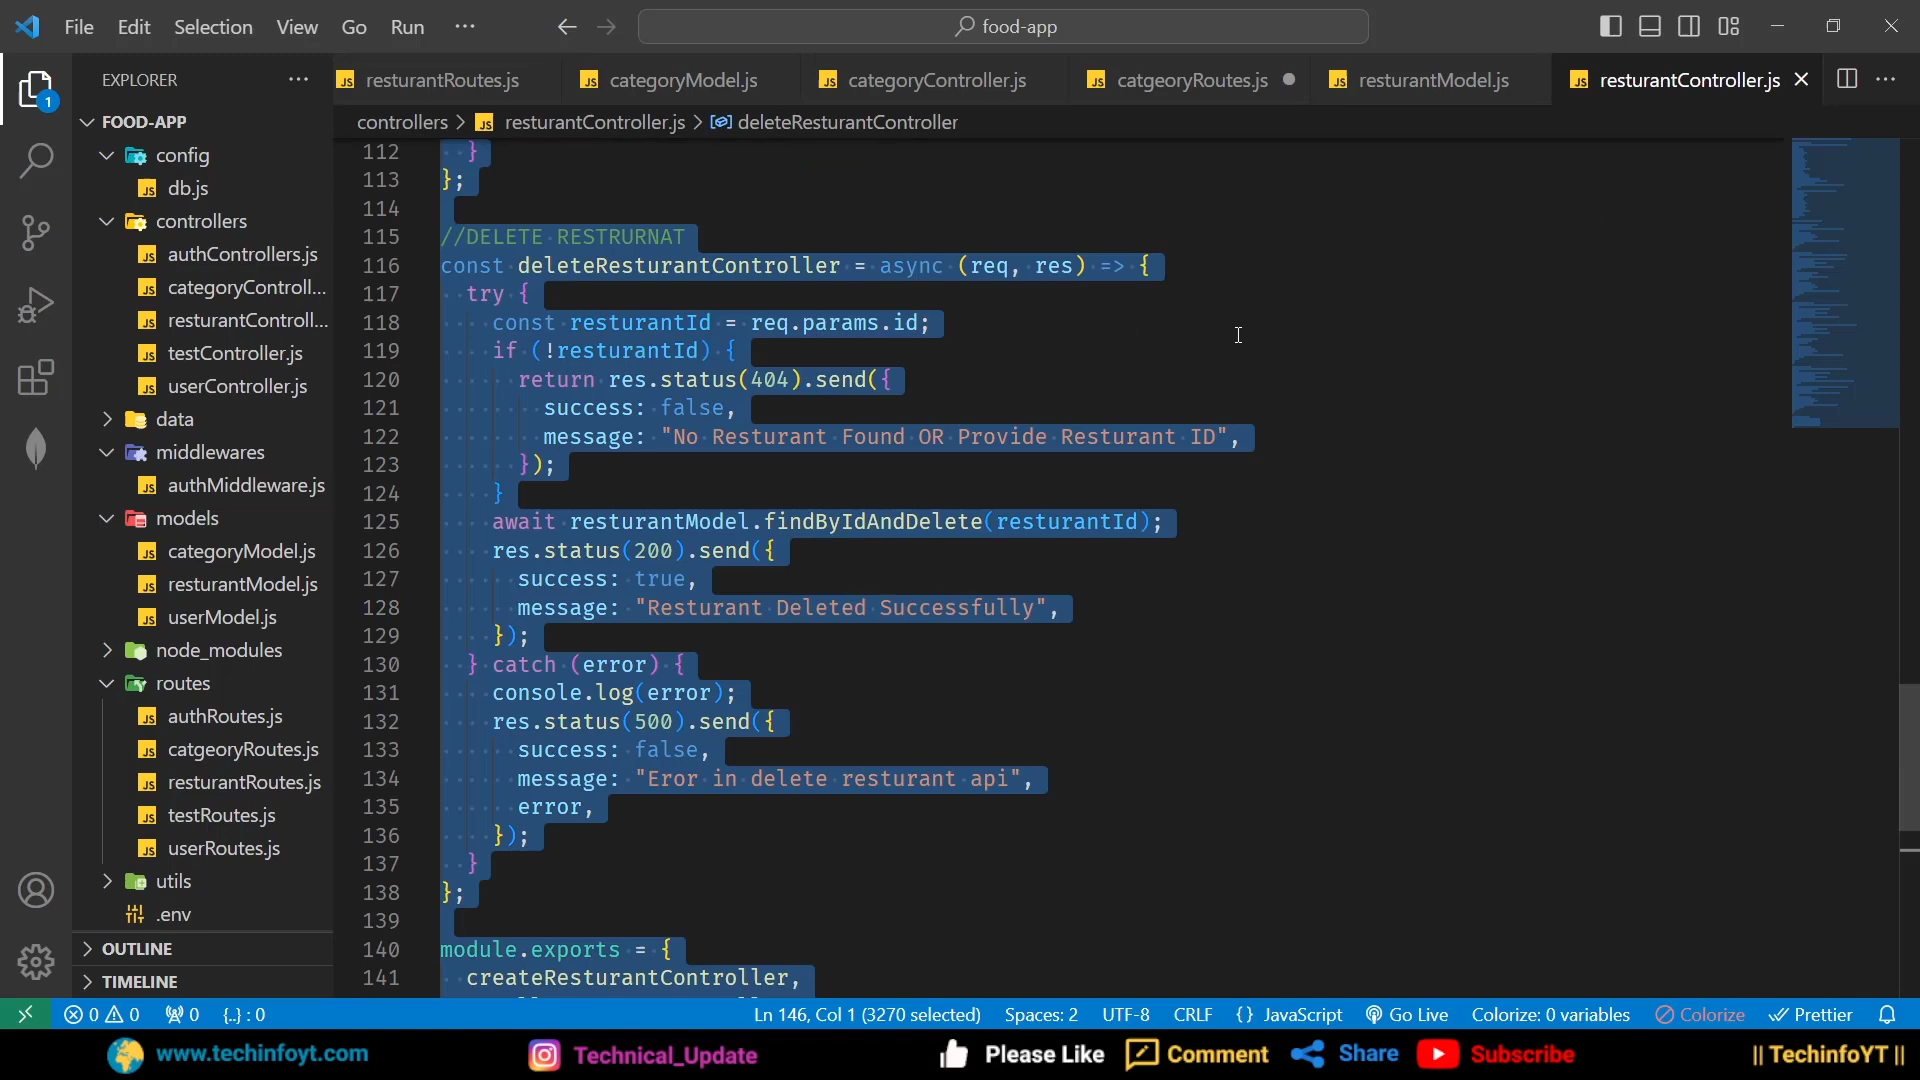 File Edit Selection View Go Run ··· food-app
EXPLORER ···
resturantRoutes.js categoryModel.js categoryController.js catgeoryRoutes.js resturantModel.js resturantController.js
controllers > resturantController.js > deleteResturantController
FOOD-APP
config
db.js
controllers
authControllers.js
categoryControll...
resturantControll...
testController.js
userController.js
data
middlewares
authMiddleware.js
models
categoryModel.js
resturantModel.js
userModel.js
node_modules
routes
authRoutes.js
catgeoryRoutes.js
resturantRoutes.js
testRoutes.js
userRoutes.js
utils
.env
OUTLINE
TIMELINE
1
112 }
113 };
114
115 //DELETE RESTRURNAT
116 const deleteResturantController = async (req, res) => {
117 try {
118 const resturantId = req.params.id;
119 if (!resturantId) {
120 return res.status(404).send({
121 success: false,
122 message: "No Resturant Found OR Provide Resturant ID",
123 });
124 }
125 await resturantModel.findByIdAndDelete(resturantId);
126 res.status(200).send({
127 success: true,
128 message: "Resturant Deleted Successfully",
129 });
130 } catch (error) {
131 console.log(error);
132 res.status(500).send({
133 success: false,
134 message: "Eror in delete resturant api",
135 error,
136 });
137 }
138 };
139
140 module.exports = {
141 createResturantController,
0 0 0 {..} : 0 Ln 146, Col 1 (3270 selected) Spaces: 2 UTF-8 CRLF {} JavaScript Go Live Colorize: 0 variables Colorize Prettier
www.techinfoyt.com Technical_Update Please Like Comment Share Subscribe || TechinfoYT ||